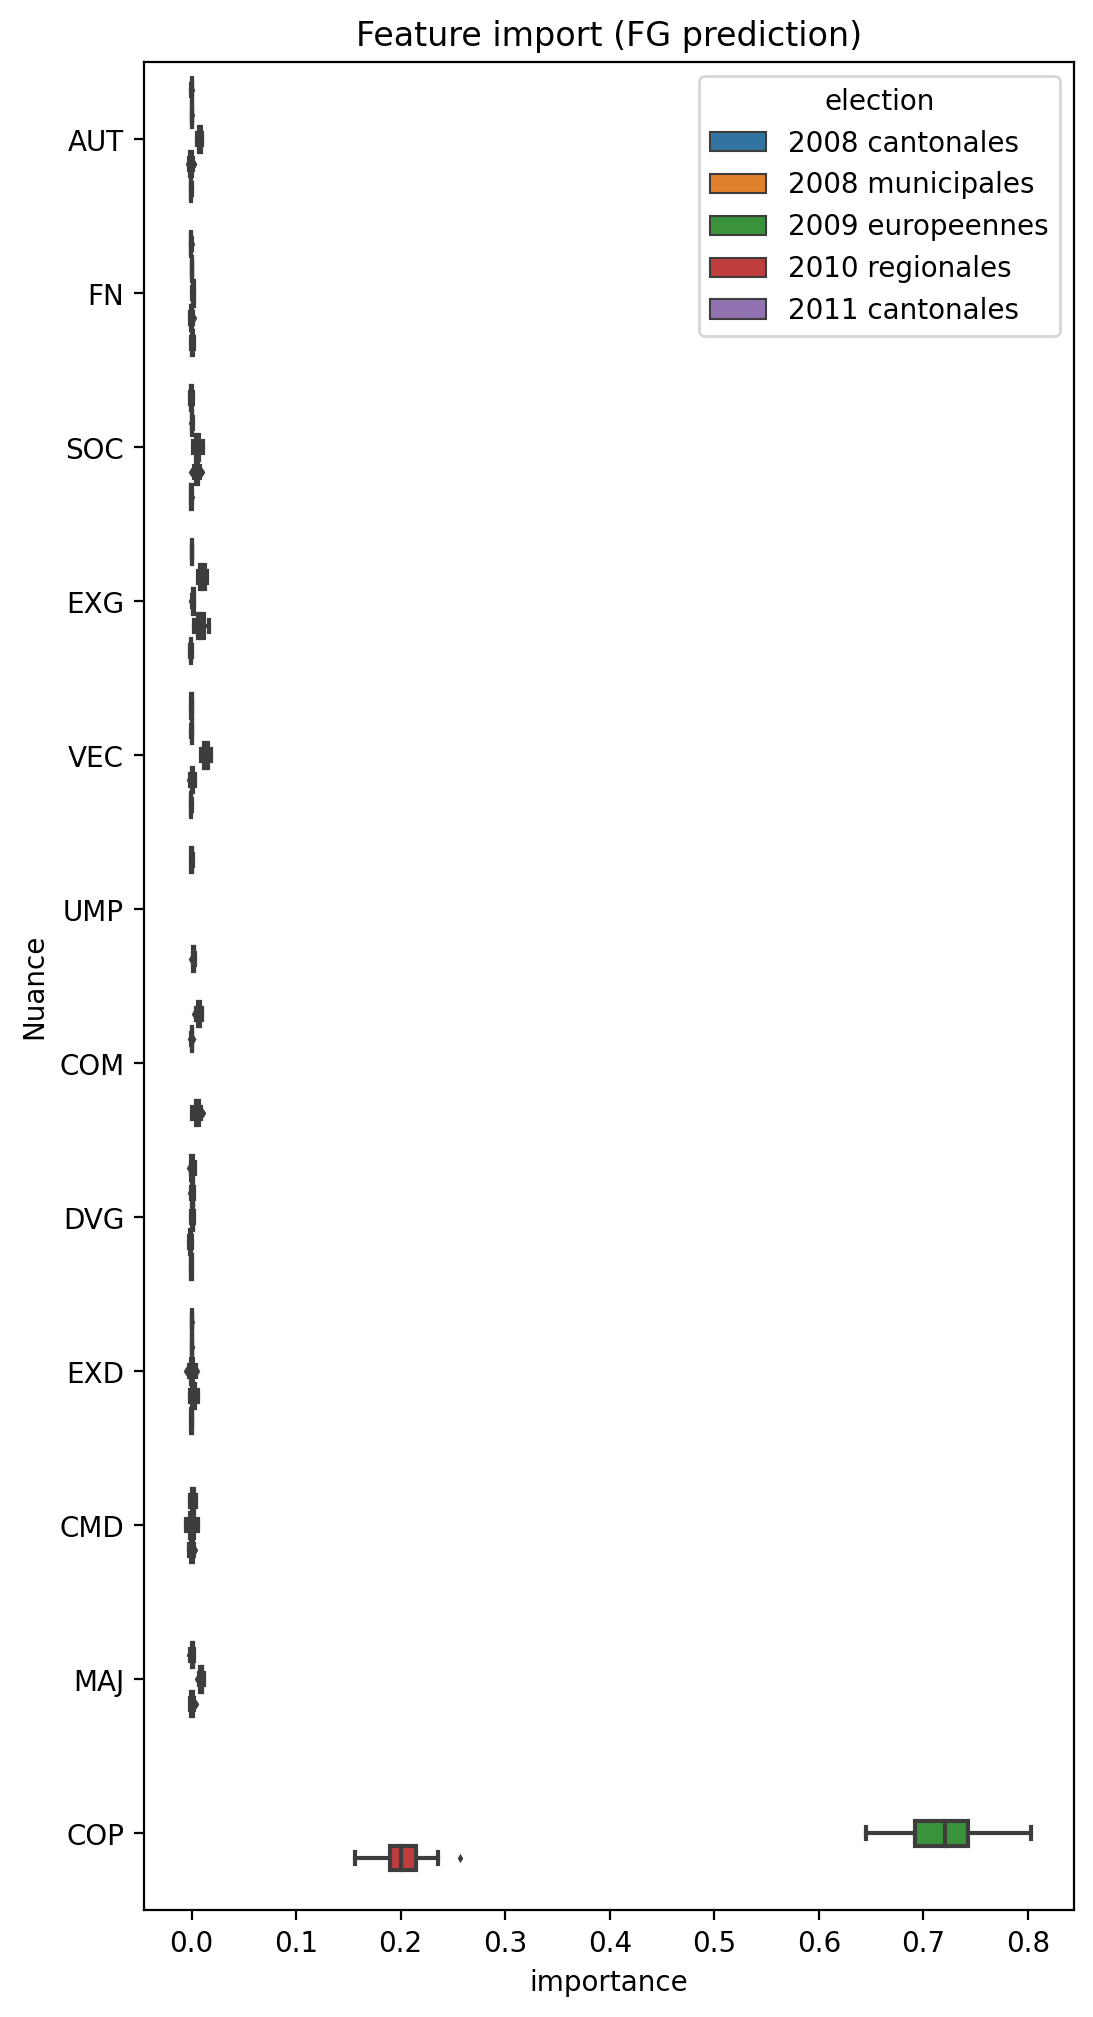 Feature import (FG prediction)
election
2008 cantonales
2008 municipales
2009 europeennes
2010 regionales
2011 cantonales
Nuance
AUT
FN
SOC
EXG
VEC
UMP
COM
DVG
EXD
CMD
MAJ
COP
0.0 0.1 0.2 0.3 0.4 0.5 0.6 0.7 0.8
importance